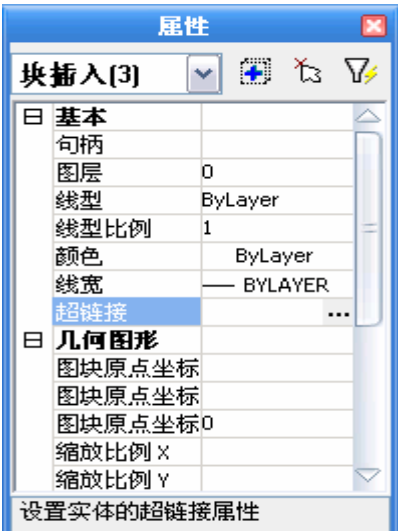 属性
块插入(3)
基本
句柄
图层 0
线型 ByLayer
线型比例 1
颜色 ByLayer
线宽 BYLAYER
超链接 ...
几何图形
图块原点坐标
图块原点坐标
图块原点坐标 0
缩放比例 X
缩放比例 Y
设置实体的超链接属性